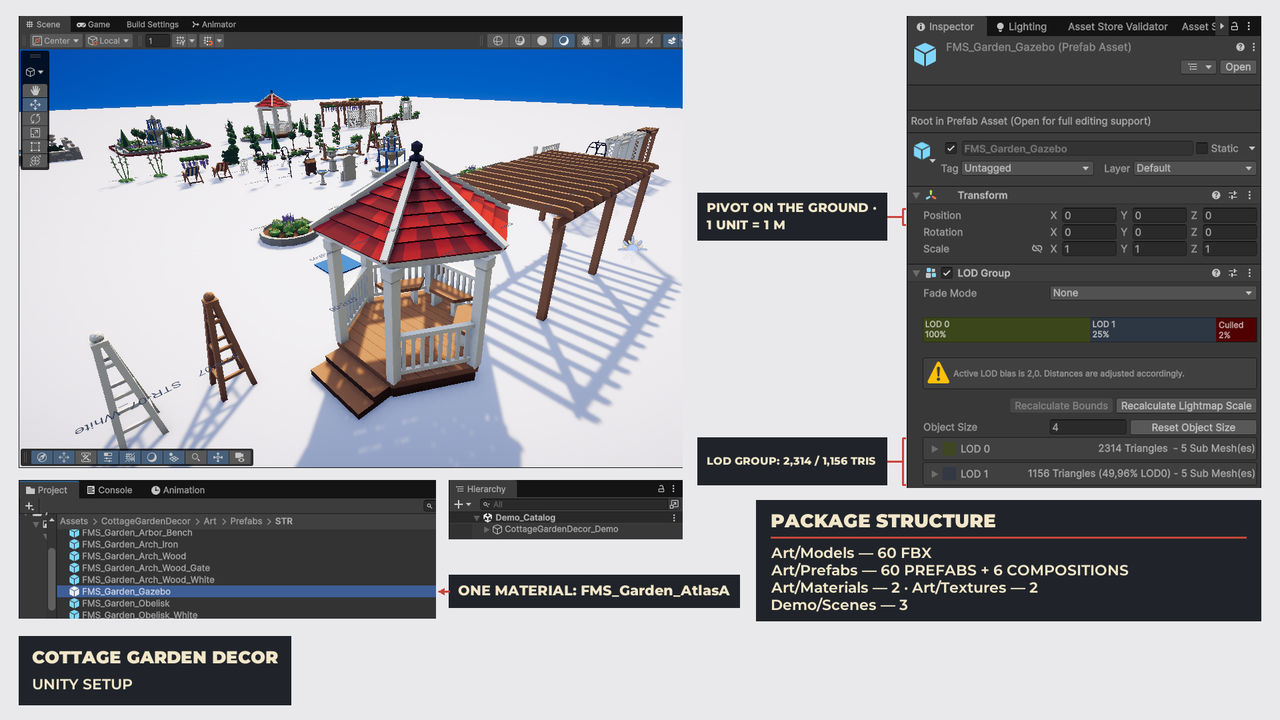 Scene Game Build Settings Animator
Center Local 1
STR_07_White
07
Project Console Animation
Assets > CottageGardenDecor > Art > Prefabs > STR
FMS_Garden_Arbor_Bench
FMS_Garden_Arch_Iron
FMS_Garden_Arch_Wood
FMS_Garden_Arch_Wood_Gate
FMS_Garden_Arch_Wood_White
FMS_Garden_Gazebo
FMS_Garden_Obelisk
FMS_Garden_Obelisk_White
Hierarchy
All
Demo_Catalog
CottageGardenDecor_Demo
ONE MATERIAL: FMS_Garden_AtlasA
COTTAGE GARDEN DECOR
UNITY SETUP
PIVOT ON THE GROUND ·
1 UNIT = 1 M
LOD GROUP: 2,314 / 1,156 TRIS
Inspector Lighting Asset Store Validator Asset S
FMS_Garden_Gazebo (Prefab Asset)
Open
Root in Prefab Asset (Open for full editing support)
FMS_Garden_Gazebo Static
Tag Untagged Layer Default
Transform
Position X 0 Y 0 Z 0
Rotation X 0 Y 0 Z 0
Scale X 1 Y 1 Z 1
LOD Group
Fade Mode None
LOD 0 LOD 1 Culled
100% 25% 2%
Active LOD bias is 2,0. Distances are adjusted accordingly.
Recalculate Bounds Recalculate Lightmap Scale
Object Size 4 Reset Object Size
LOD 0 2314 Triangles - 5 Sub Mesh(es)
LOD 1 1156 Triangles (49,96% LOD0) - 5 Sub Mesh(es)
PACKAGE STRUCTURE
Art/Models — 60 FBX
Art/Prefabs — 60 PREFABS + 6 COMPOSITIONS
Art/Materials — 2 · Art/Textures — 2
Demo/Scenes — 3